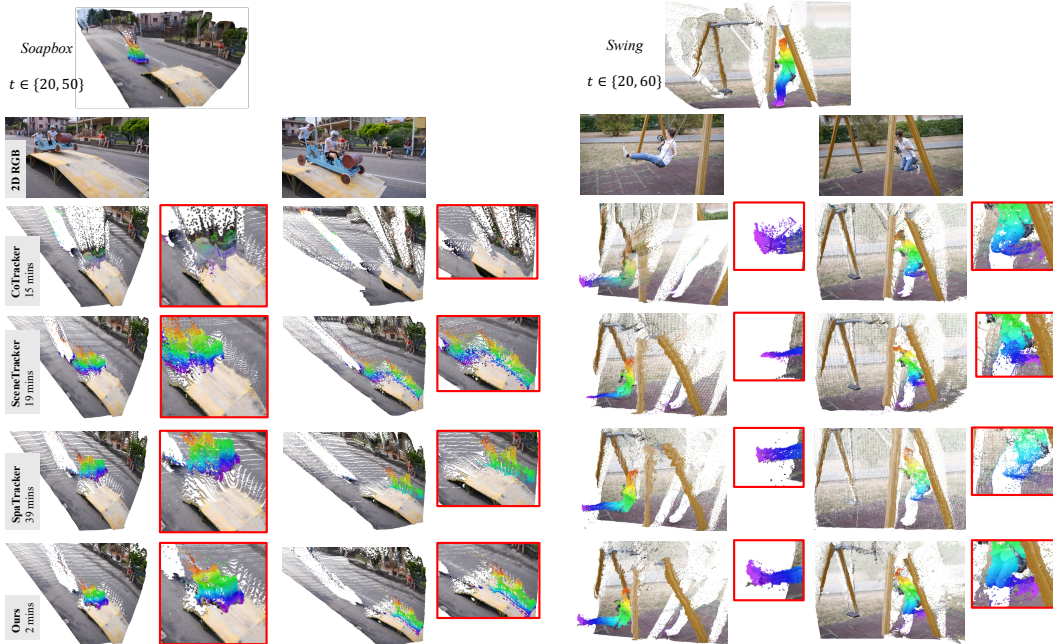 Soapbox
t ∈ {20, 50}
Swing
t ∈ {20, 60}
2D RGB
CoTracker
15 mins
SceneTracker
19 mins
SpaTracker
39 mins
Ours
2 mins